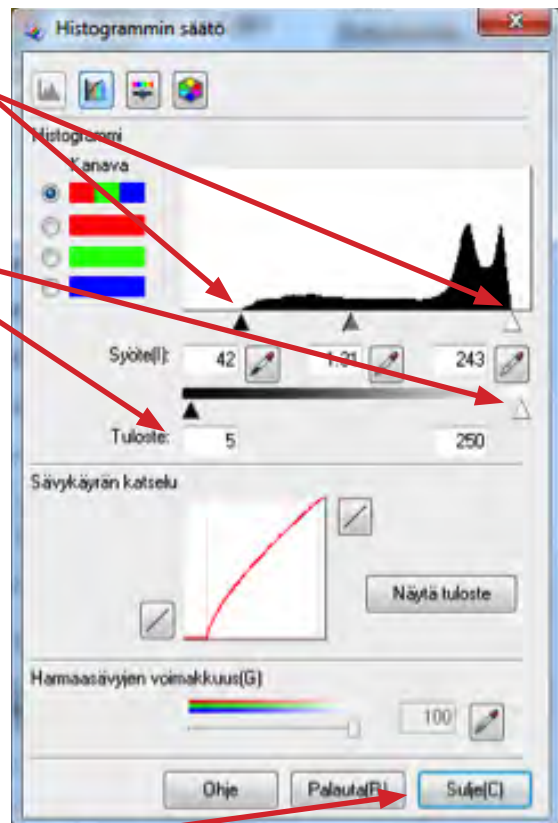 Histogrammin säätö
Histogrammi
Kanava
Syöte(I): 42 1.31 243
Tuloste: 5 250
Sävykäyrän katselu
Näytä tuloste
Harmaasävyjen voimakkuus(G)
100
Ohje Palauta(R) Sulje(C)